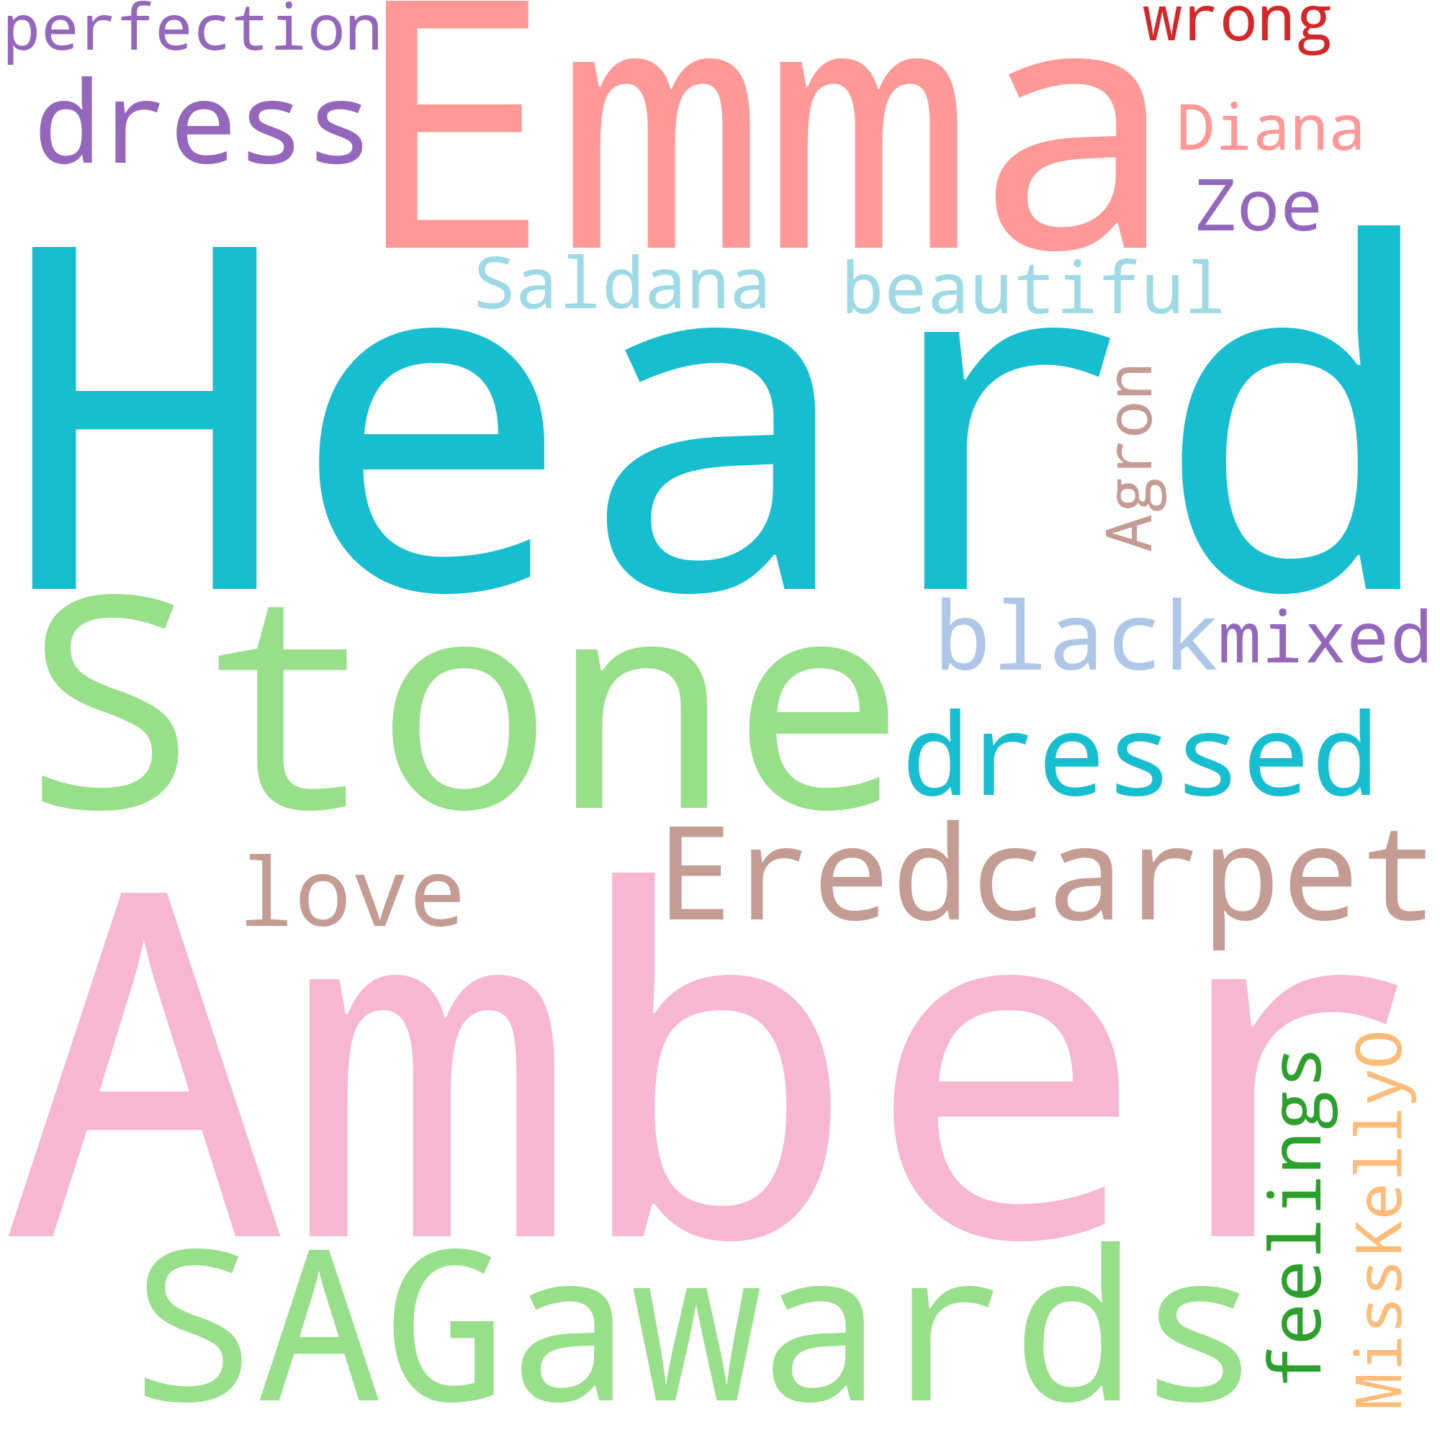 perfection
Emma
wrong
dress
Diana
Zoe
Saldana
beautiful
Heard
Agron
Stone
black
mixed
dressed
Eredcarpet
love
Amber
feelings
MissKellyO
SAGawards